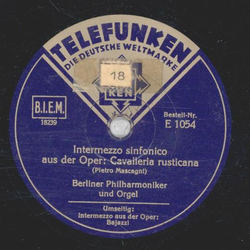 TELEFUNKEN
DIE DEUTSCHE WELTMARKE
18
KEN
B.I.E.M.
18239
Bestell-Nr.
E 1054
Intermezzo sinfonico
aus der Oper: Cavalleria rusticana
(Pietro Mascagni)
Berliner Philharmoniker
und Orgel
Umseitig:
Intermezzo aus der Oper:
Bajazzi